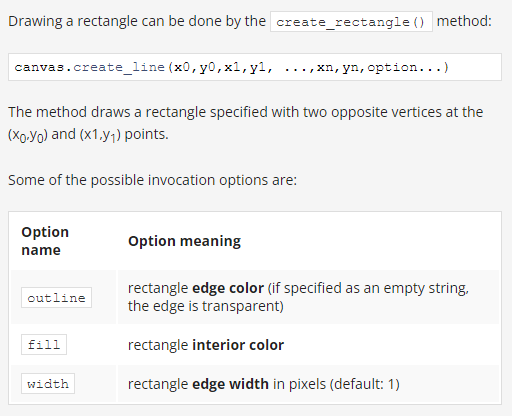 Drawing a rectangle can be done by the create_rectangle() method:
canvas.create_line(x0,y0,x1,y1, ...,xn,yn,option...)
The method draws a rectangle specified with two opposite vertices at the
(x0,y0) and (x1,y1) points.
Some of the possible invocation options are:
Option name
Option meaning
outline
rectangle edge color (if specified as an empty string,
the edge is transparent)
fill
rectangle interior color
width
rectangle edge width in pixels (default: 1)